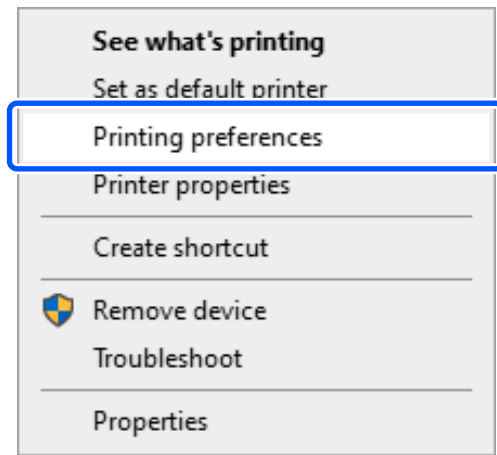 See what's printing
Set as default printer
Printing preferences
Printer properties
Create shortcut
Remove device
Troubleshoot
Properties